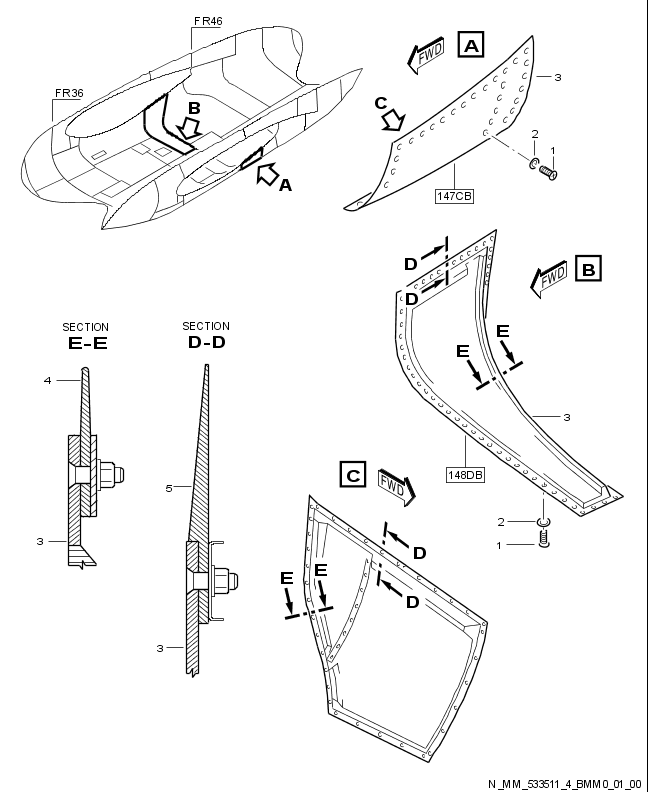 FR46
FR36
B
A
FWD
A
C
3
2
1
147CB
D
D
FWD
B
E
E
3
148DB
2
1
SECTION
E-E
SECTION
D-D
4
5
3
3
C
FWD
D
D
E
E
N_MM_533511_4_BMM0_01_00